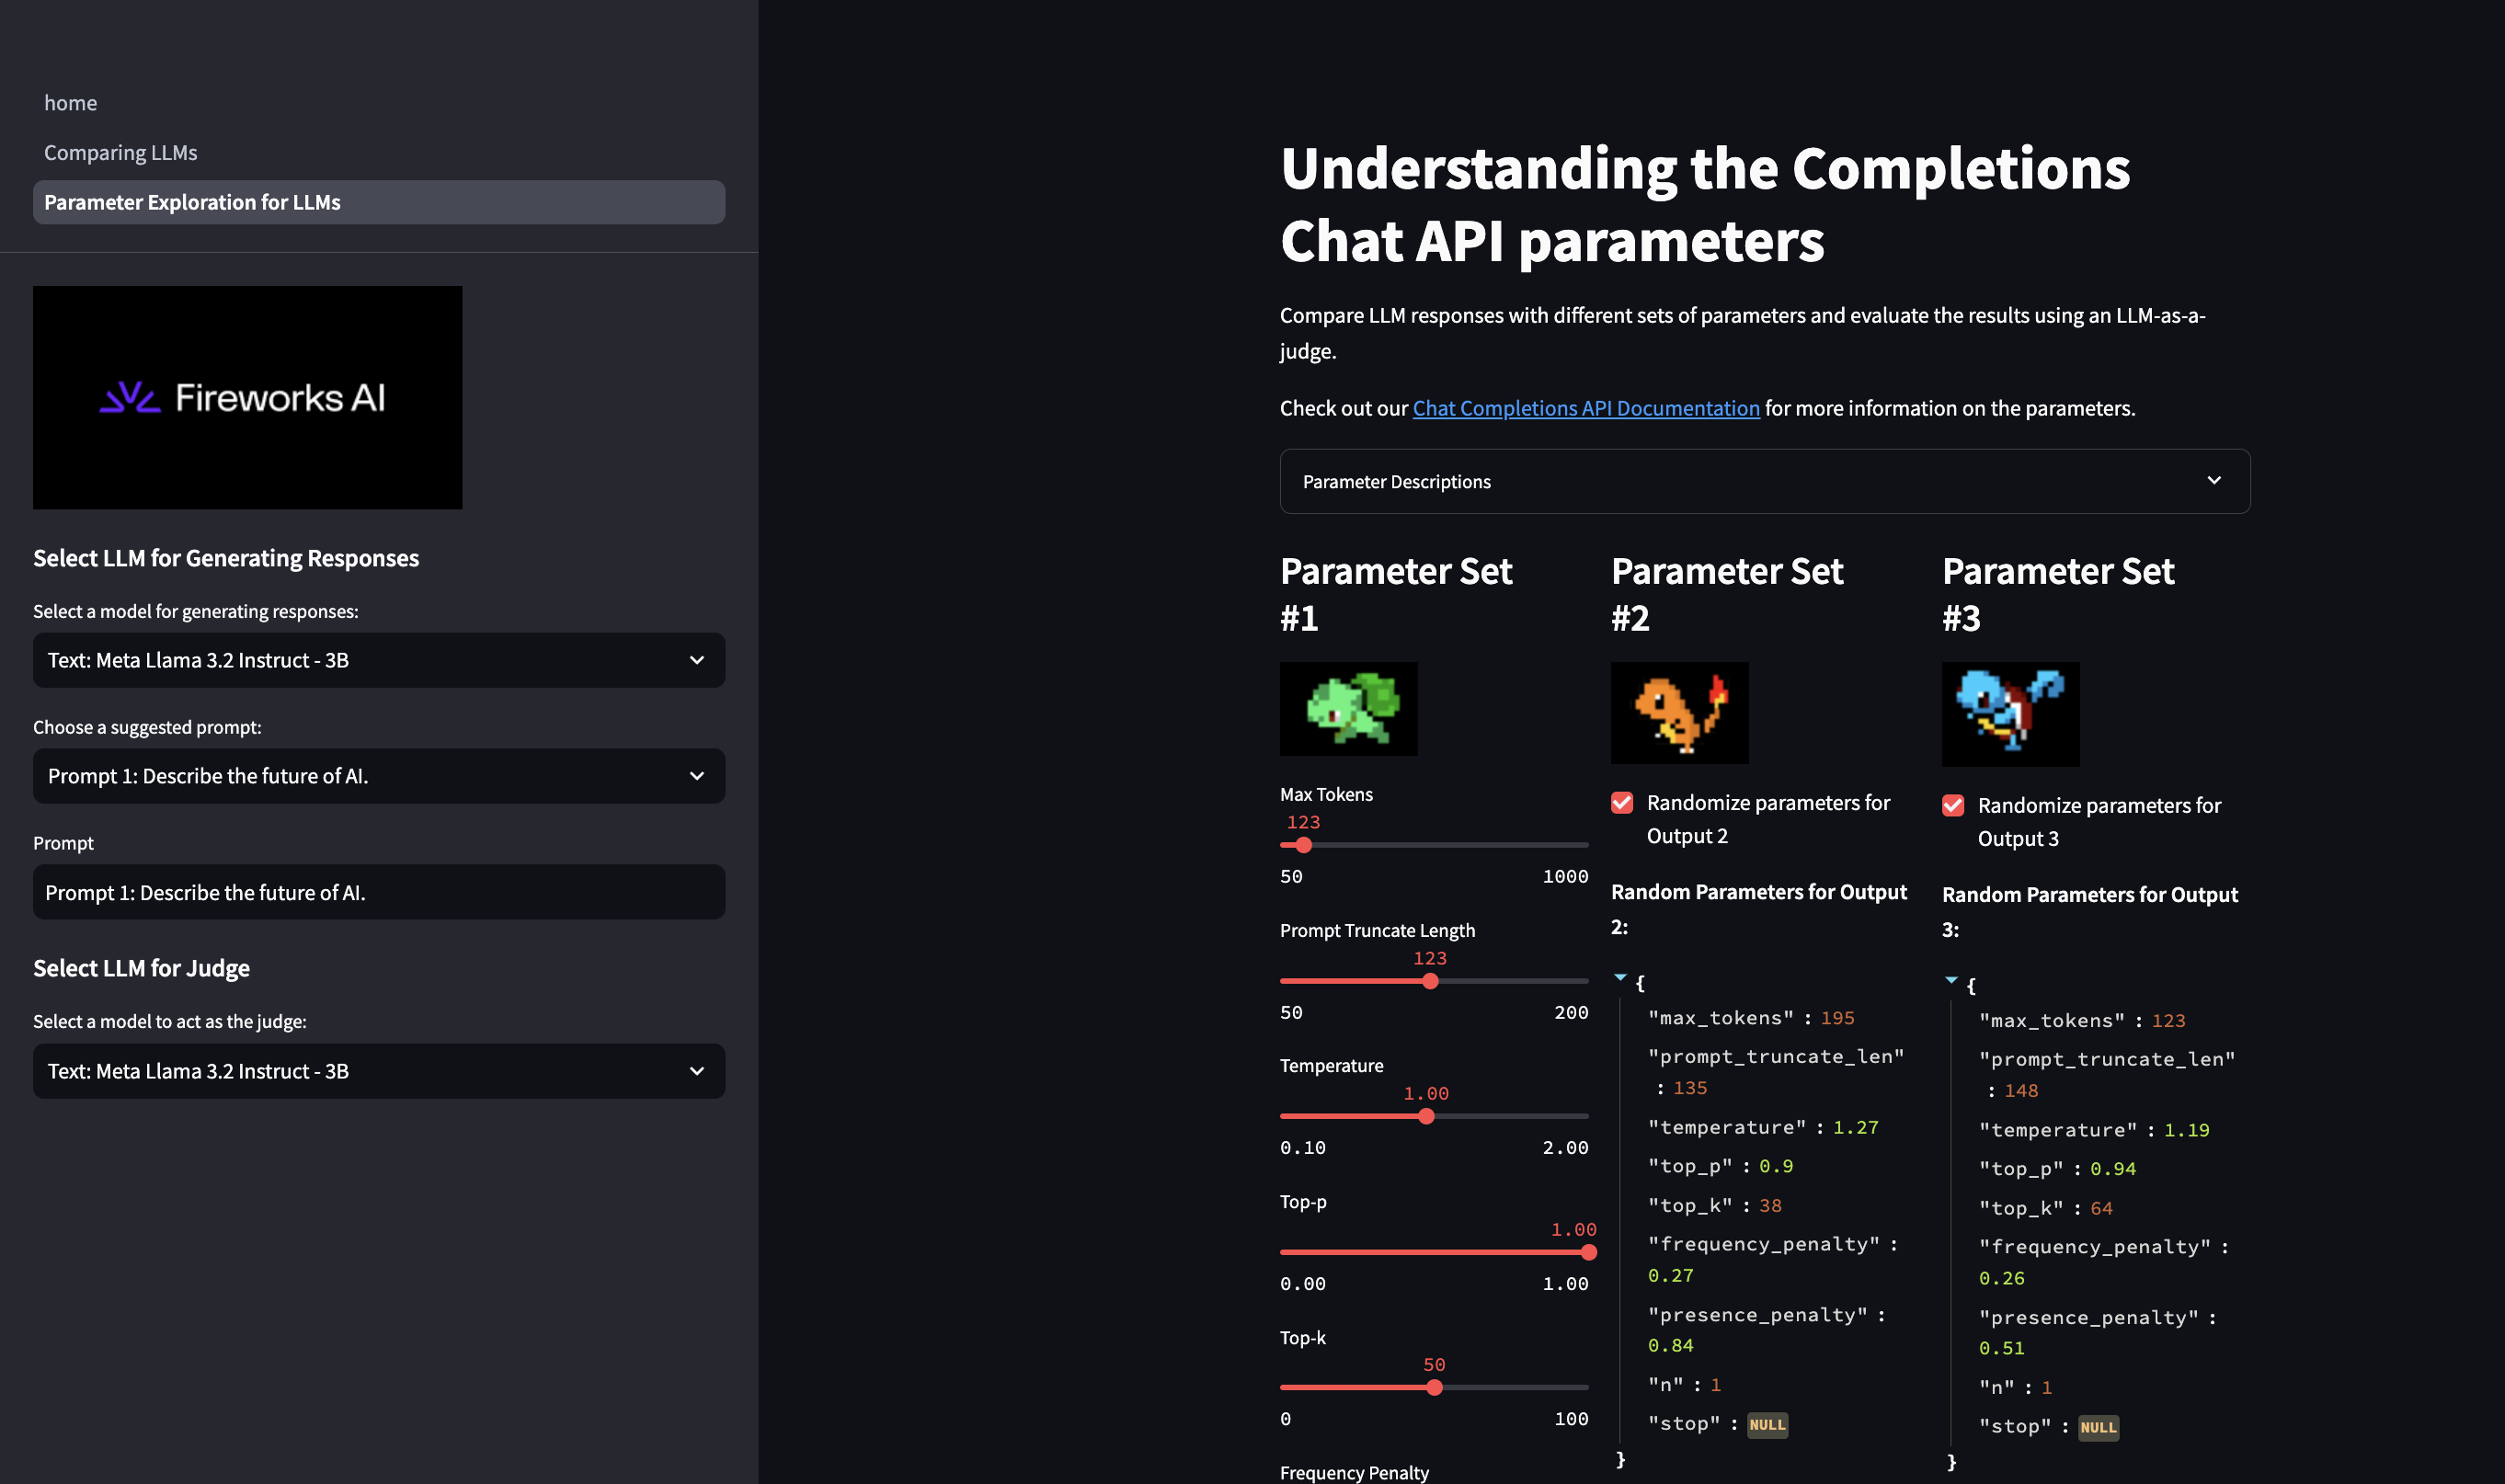 home
Comparing LLMs
Parameter Exploration for LLMs
Fireworks AI
Select LLM for Generating Responses
Select a model for generating responses:
Text: Meta Llama 3.2 Instruct - 3B
Choose a suggested prompt:
Prompt 1: Describe the future of AI.
Prompt
Prompt 1: Describe the future of AI.
Select LLM for Judge
Select a model to act as the judge:
Text: Meta Llama 3.2 Instruct - 3B
Understanding the Completions
Chat API parameters
Compare LLM responses with different sets of parameters and evaluate the results using an LLM-as-a-
judge.
Check out our Chat Completions API Documentation for more information on the parameters.
Parameter Descriptions
Parameter Set
#1
Max Tokens
123
50 1000
Prompt Truncate Length
123
50 200
Temperature
1.00
0.10 2.00
Top-p
1.00
0.00 1.00
Top-k
50
0 100
Frequency Penalty
Parameter Set
#2
Randomize parameters for
Output 2
Random Parameters for Output
2:
{
"max_tokens" : 195
"prompt_truncate_len"
: 135
"temperature" : 1.27
"top_p" : 0.9
"top_k" : 38
"frequency_penalty" :
0.27
"presence_penalty" :
0.84
"n" : 1
"stop" : NULL
}
Parameter Set
#3
Randomize parameters for
Output 3
Random Parameters for Output
3:
{
"max_tokens" : 123
"prompt_truncate_len"
: 148
"temperature" : 1.19
"top_p" : 0.94
"top_k" : 64
"frequency_penalty" :
0.26
"presence_penalty" :
0.51
"n" : 1
"stop" : NULL
}